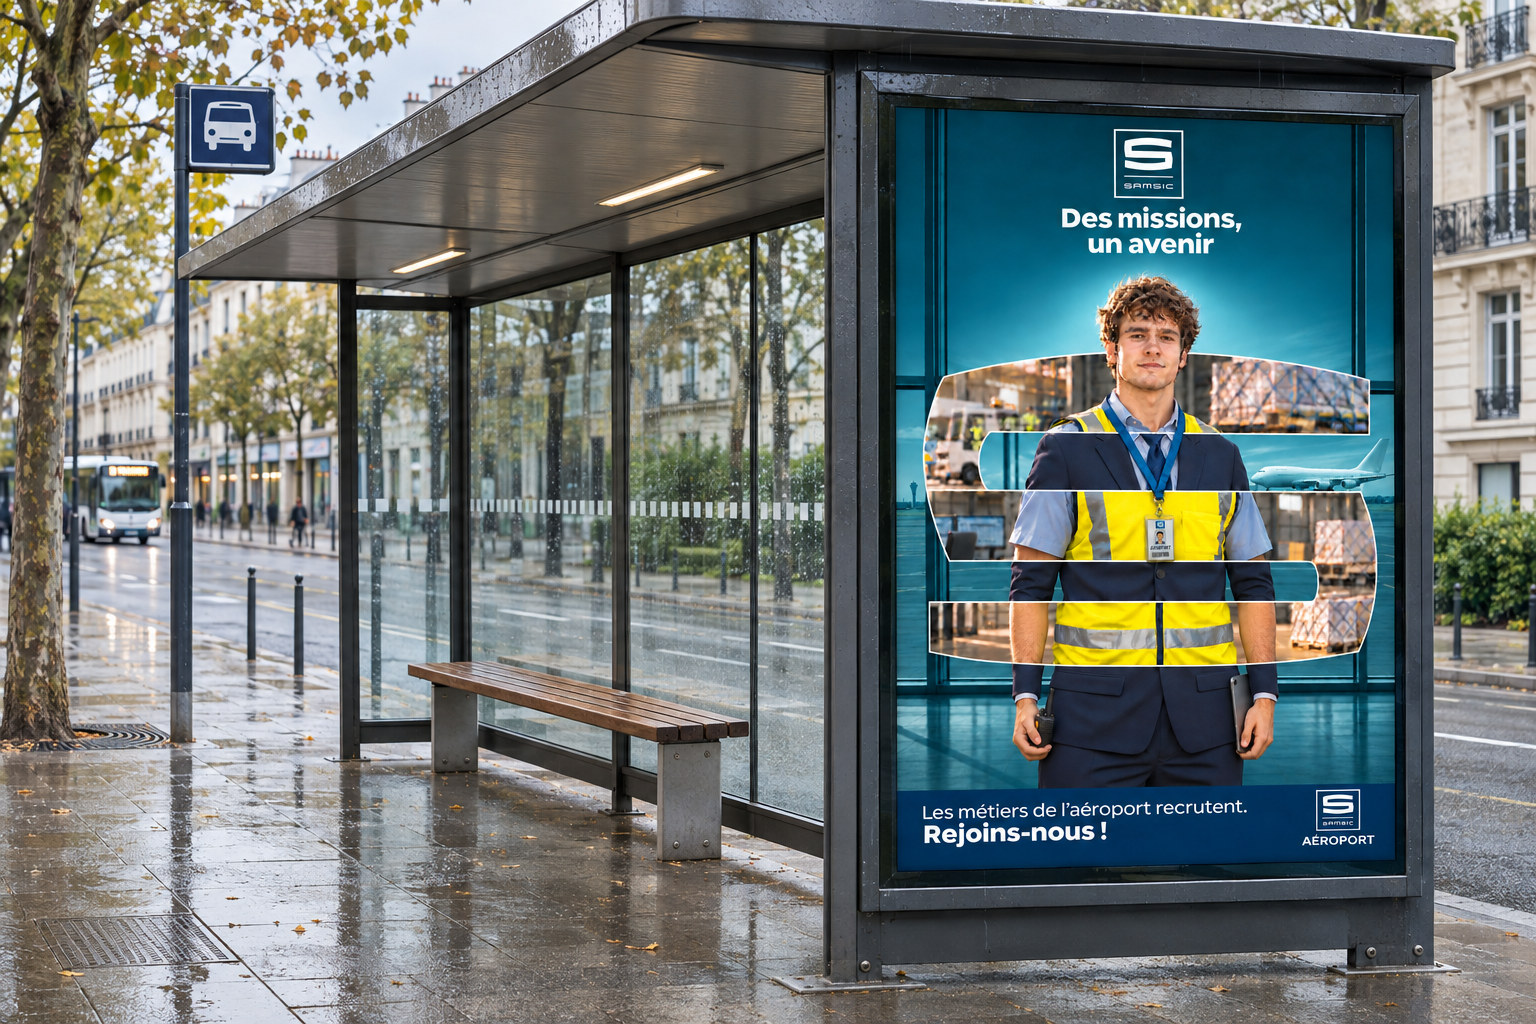 SAMSIC
Des missions,
un avenir
Les métiers de l'aéroport recrutent.
Rejoins-nous !
SAMSIC
AÉROPORT